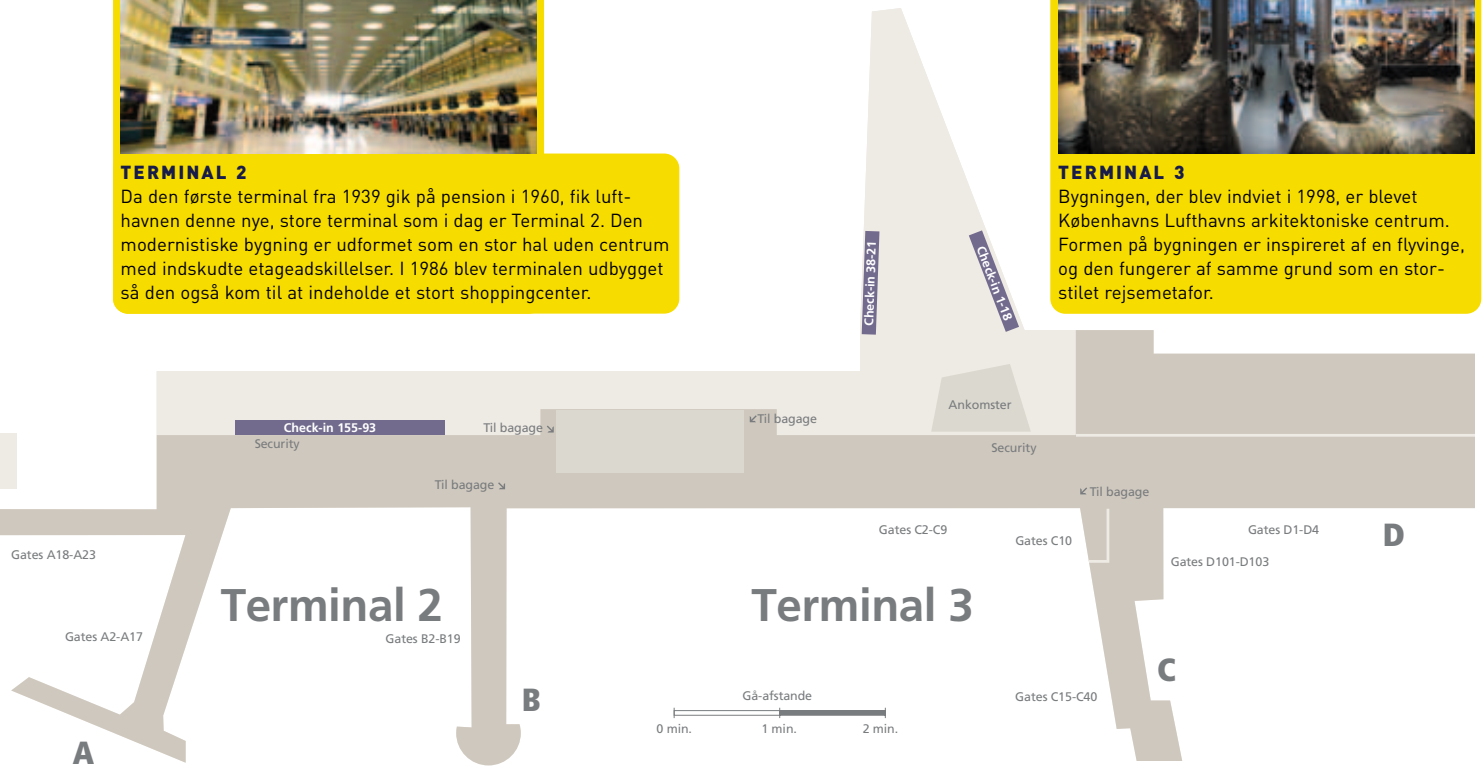 TERMINAL 2
Da den første terminal fra 1939 gik på pension i 1960, fik luft-
havnen denne nye, store terminal som i dag er Terminal 2. Den
modernistiske bygning er udformet som en stor hal uden centrum
med indskudte etageadskillelser. I 1986 blev terminalen udbygget
så den også kom til at indeholde et stort shoppingcenter.
TERMINAL 3
Bygningen, der blev indviet i 1998, er blevet
Københavns Lufthavns arkitektoniske centrum.
Formen på bygningen er inspireret af en flyvinge,
og den fungerer af samme grund som en stor-
stilet rejsemetafor.
Check-in 38-21
Check-in 1-18
Ankomster
Check-in 155-93
Til bagage ↘
↙Til bagage
Security
Security
Til bagage ↘
↙Til bagage
Gates A18-A23
Gates C2-C9
Gates C10
Gates D1-D4
D
Gates D101-D103
Terminal 2
Terminal 3
Gates A2-A17
Gates B2-B19
C
B
Gå-afstande
Gates C15-C40
0 min.
1 min.
2 min.
A